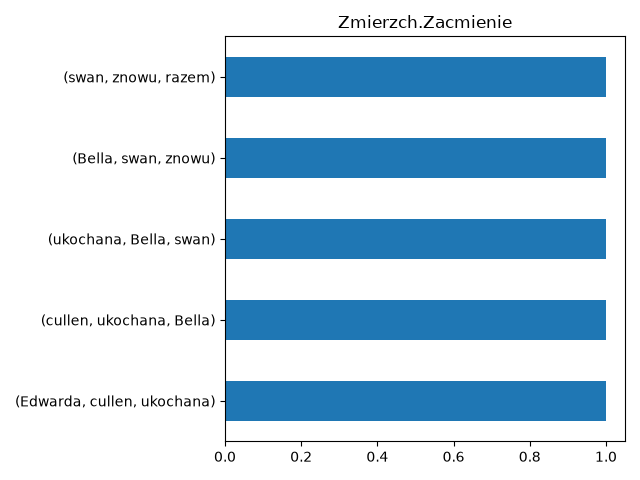 Zmierzch.Zacmienie
(swan, znowu, razem)
(Bella, swan, znowu)
(ukochana, Bella, swan)
(cullen, ukochana, Bella)
(Edwarda, cullen, ukochana)
0.0 0.2 0.4 0.6 0.8 1.0